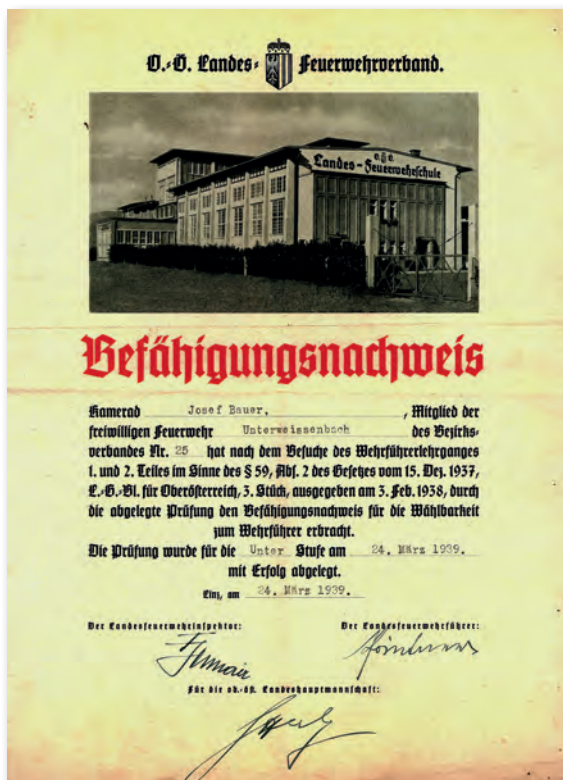 O.-Ö. Landes- Feuerwehrverband.
o.ö.
Landes-Feuerwehrschule
Befähigungsnachweis
Kamerad Josef Bauer, , Mitglied der
freiwilligen Feuerwehr Unterweissenbach des Bezirks-
verbandes Nr. 25 hat nach dem Besuche des Wehrführerlehrganges
1. und 2. Teiles im Sinne des § 59, Abs. 2 des Gesetzes vom 15. Dez. 1937,
L.-G.-Bl. für Oberösterreich, 3. Stück, ausgegeben am 3. Feb. 1938, durch
die abgelegte Prüfung den Befähigungsnachweis für die Wählbarkeit
zum Wehrführer erbracht.
Die Prüfung wurde für die Unter Stufe am 24. März 1939.
mit Erfolg abgelegt.
Linz, am 24. März 1939.
Der Landesfeuerwehrinspektor: Der Landesfeuerwehrführer:
Für die ob.-öst. Landeshauptmannschaft: